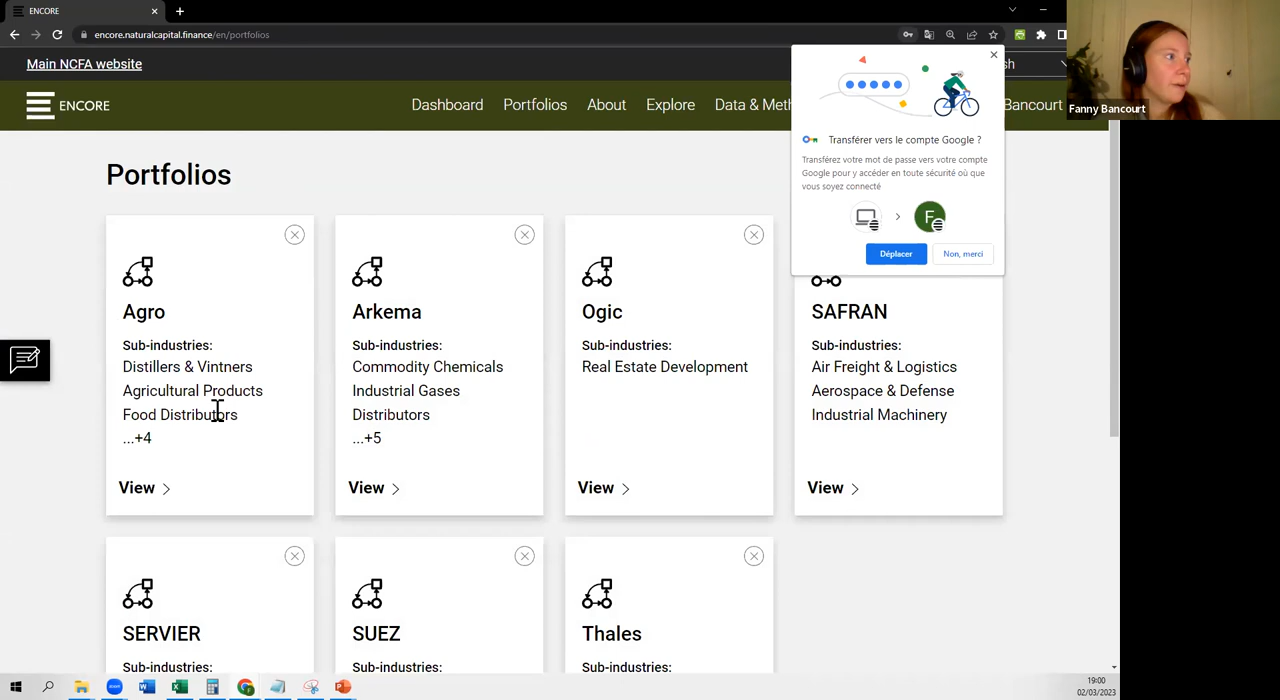 ENCORE
encore.naturalcapital.finance/en/portfolios
Main NCFA website
sh
ENCORE
Dashboard
Portfolios
About
Explore
Data & Meth
Bancourt
Fanny Bancourt
Transférer vers le compte Google ?
Transférez votre mot de passe vers votre compte
Google pour y accéder en toute sécurité où que
vous soyez connecté
F
Déplacer
Non, merci
Portfolios
Agro
Sub-industries:
Distillers & Vintners
Agricultural Products
Food Distributors
...+4
View
Arkema
Sub-industries:
Commodity Chemicals
Industrial Gases
Distributors
...+5
View
Ogic
Sub-industries:
Real Estate Development
View
SAFRAN
Sub-industries:
Air Freight & Logistics
Aerospace & Defense
Industrial Machinery
View
SERVIER
Sub-industries:
SUEZ
Sub-industries:
Thales
Sub-industries:
19:00
02/03/2023